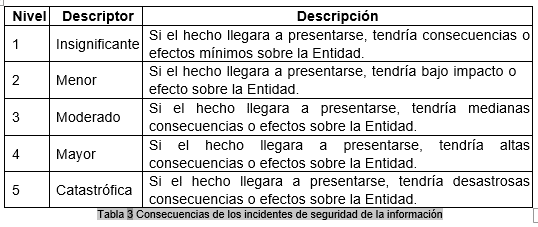 Nivel Descriptor Descripción
1 Insignificante Si el hecho llegara a presentarse, tendría consecuencias o
efectos mínimos sobre la Entidad.
2 Menor Si el hecho llegara a presentarse, tendría bajo impacto o
efecto sobre la Entidad.
3 Moderado Si el hecho llegara a presentarse, tendría medianas
consecuencias o efectos sobre la Entidad.
4 Mayor Si el hecho llegara a presentarse, tendría altas
consecuencias o efectos sobre la Entidad.
5 Catastrófica Si el hecho llegara a presentarse, tendría desastrosas
consecuencias o efectos sobre la Entidad.
Tabla 3 Consecuencias de los incidentes de seguridad de la información